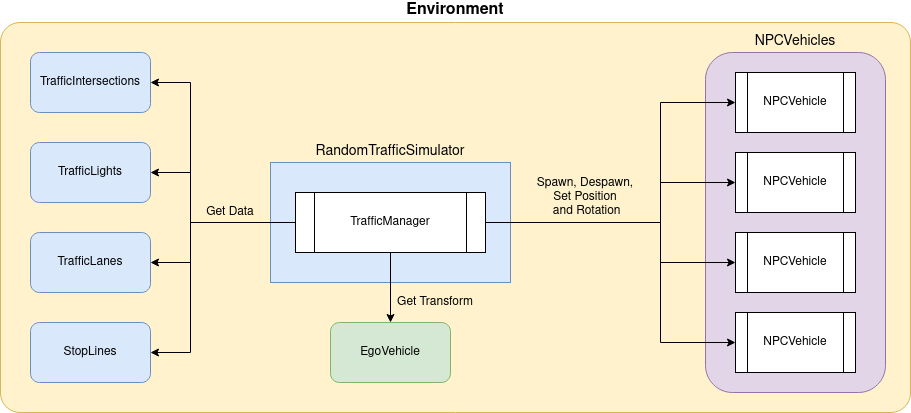 Environment
NPCVehicles
TrafficIntersections
NPCVehicle
RandomTrafficSimulator
TrafficLights
Spawn, Despawn,
Set Position
and Rotation
NPCVehicle
Get Data
TrafficManager
TrafficLanes
NPCVehicle
Get Transform
StopLines
EgoVehicle
NPCVehicle